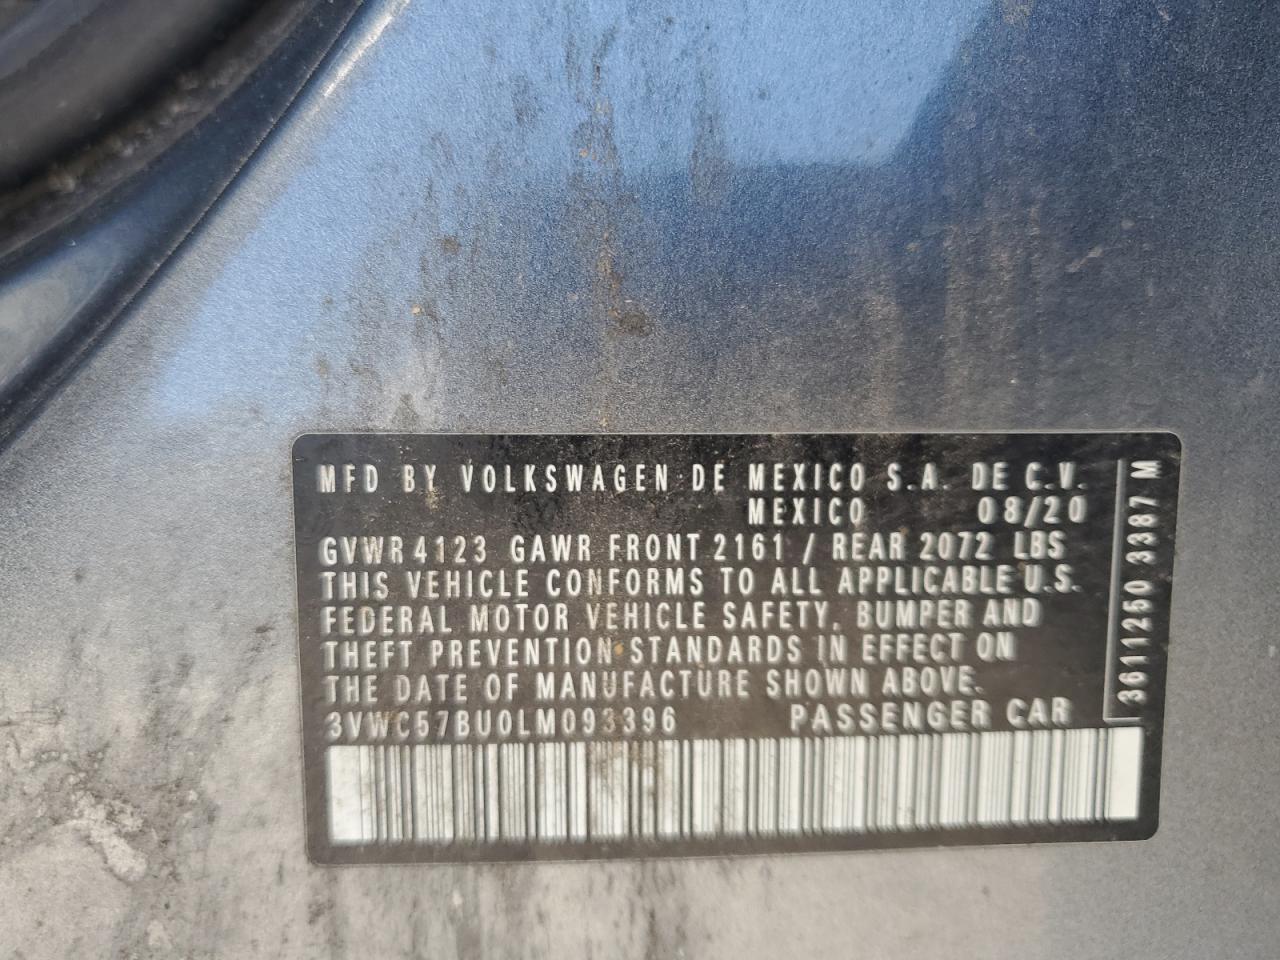 MFD BY VOLKSWAGEN DE MEXICO S.A. DE C.V.
MEXICO 08/20
GVWR 4123 GAWR FRONT 2161 / REAR 2072 LBS
THIS VEHICLE CONFORMS TO ALL APPLICABLE U.S.
FEDERAL MOTOR VEHICLE SAFETY, BUMPER AND
THEFT PREVENTION STANDARDS IN EFFECT ON
THE DATE OF MANUFACTURE SHOWN ABOVE.
3VWC57BU0LM093396 PASSENGER CAR
3611250 3387 M